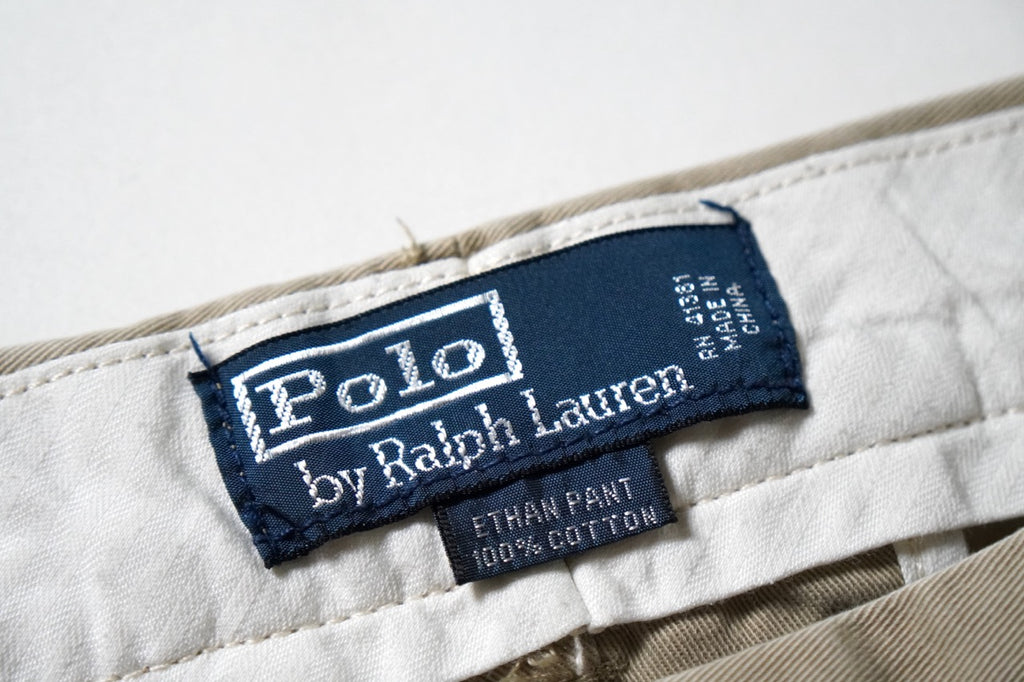 Polo
by Ralph Lauren
RN 41381
MADE IN
CHINA
ETHAN PANT
100% COTTON